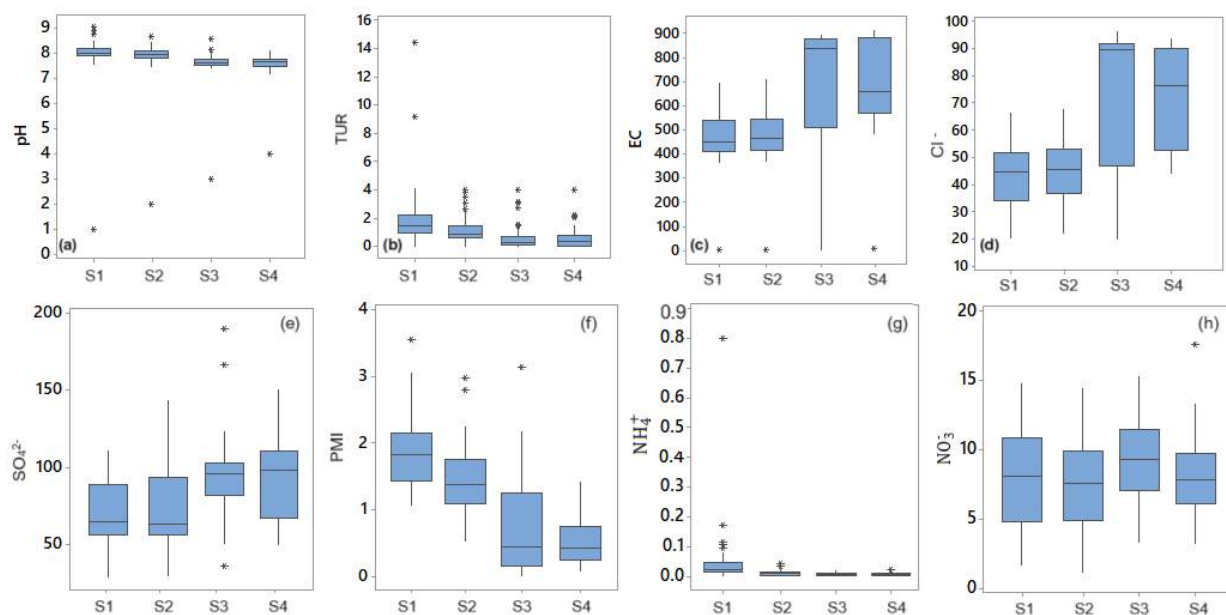 pH
9
8
7
6
5
4
3
2
1
0
(a)
S1 S2 S3 S4
TUR
16
14
12
10
8
6
4
2
0
(b)
S1 S2 S3 S4
EC
900
800
700
600
500
400
300
200
100
0
(c)
S1 S2 S3 S4
Cl -
100
90
80
70
60
50
40
30
20
10
(d)
S1 S2 S3 S4
SO₄²⁻
200
150
100
50
(e)
S1 S2 S3 S4
PMI
4
3
2
1
0
(f)
S1 S2 S3 S4
NH₄⁺
0.9
0.8
0.7
0.6
0.5
0.4
0.3
0.2
0.1
0.0
(g)
S1 S2 S3 S4
NO₃⁻
20
15
10
5
0
(h)
S1 S2 S3 S4